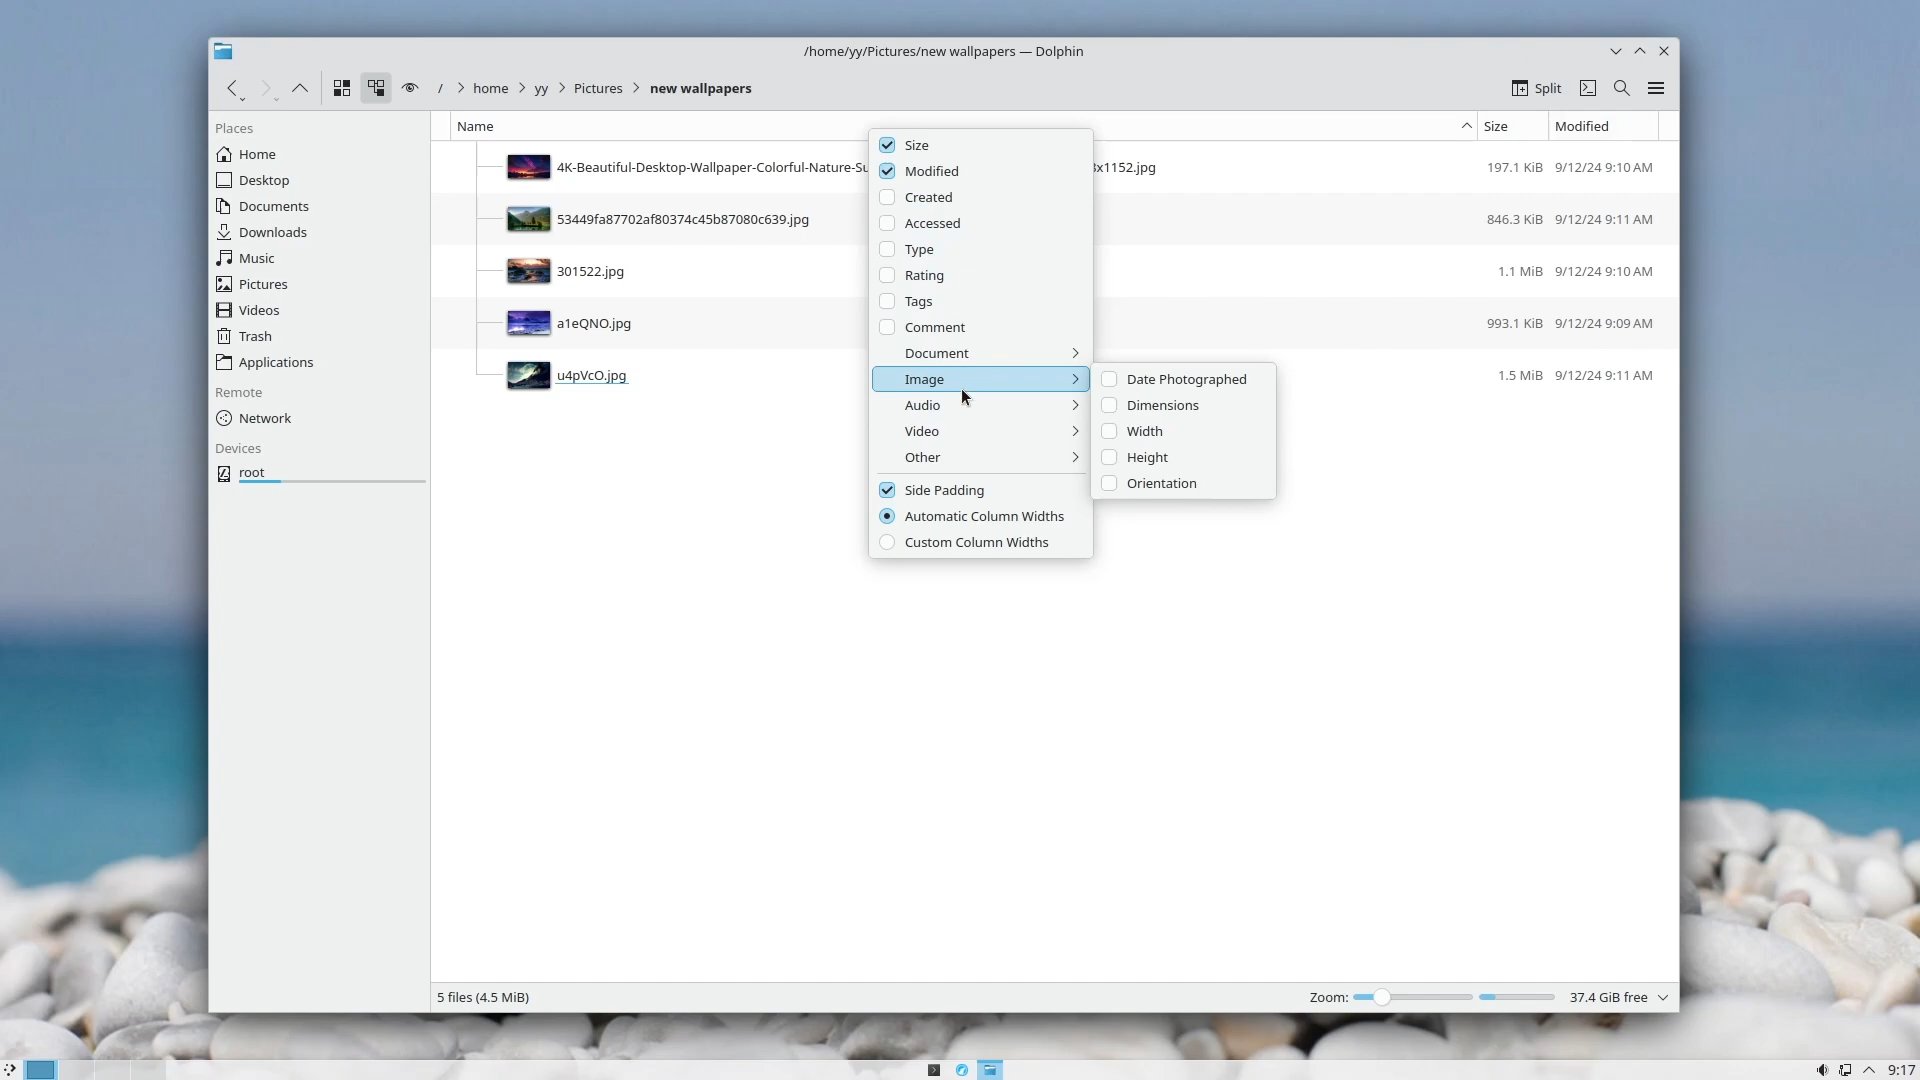 /home/yy/Pictures/new wallpapers — Dolphin
/ > home > yy > Pictures > new wallpapers
Split
Places
Home
Desktop
Documents
Downloads
Music
Pictures
Videos
Trash
Applications
Remote
Network
Devices
root
Name Size Modified
4K-Beautiful-Desktop-Wallpaper-Colorful-Nature-Su x1152.jpg 197.1 KiB 9/12/24 9:10 AM
53449fa87702af80374c45b87080c639.jpg 846.3 KiB 9/12/24 9:11 AM
301522.jpg 1.1 MiB 9/12/24 9:10 AM
a1eQNO.jpg 993.1 KiB 9/12/24 9:09 AM
u4pVcO.jpg 1.5 MiB 9/12/24 9:11 AM
Size
Modified
Created
Accessed
Type
Rating
Tags
Comment
Document
Image
Audio
Video
Other
Side Padding
Automatic Column Widths
Custom Column Widths
Date Photographed
Dimensions
Width
Height
Orientation
5 files (4.5 MiB)
Zoom:
37.4 GiB free
9:17